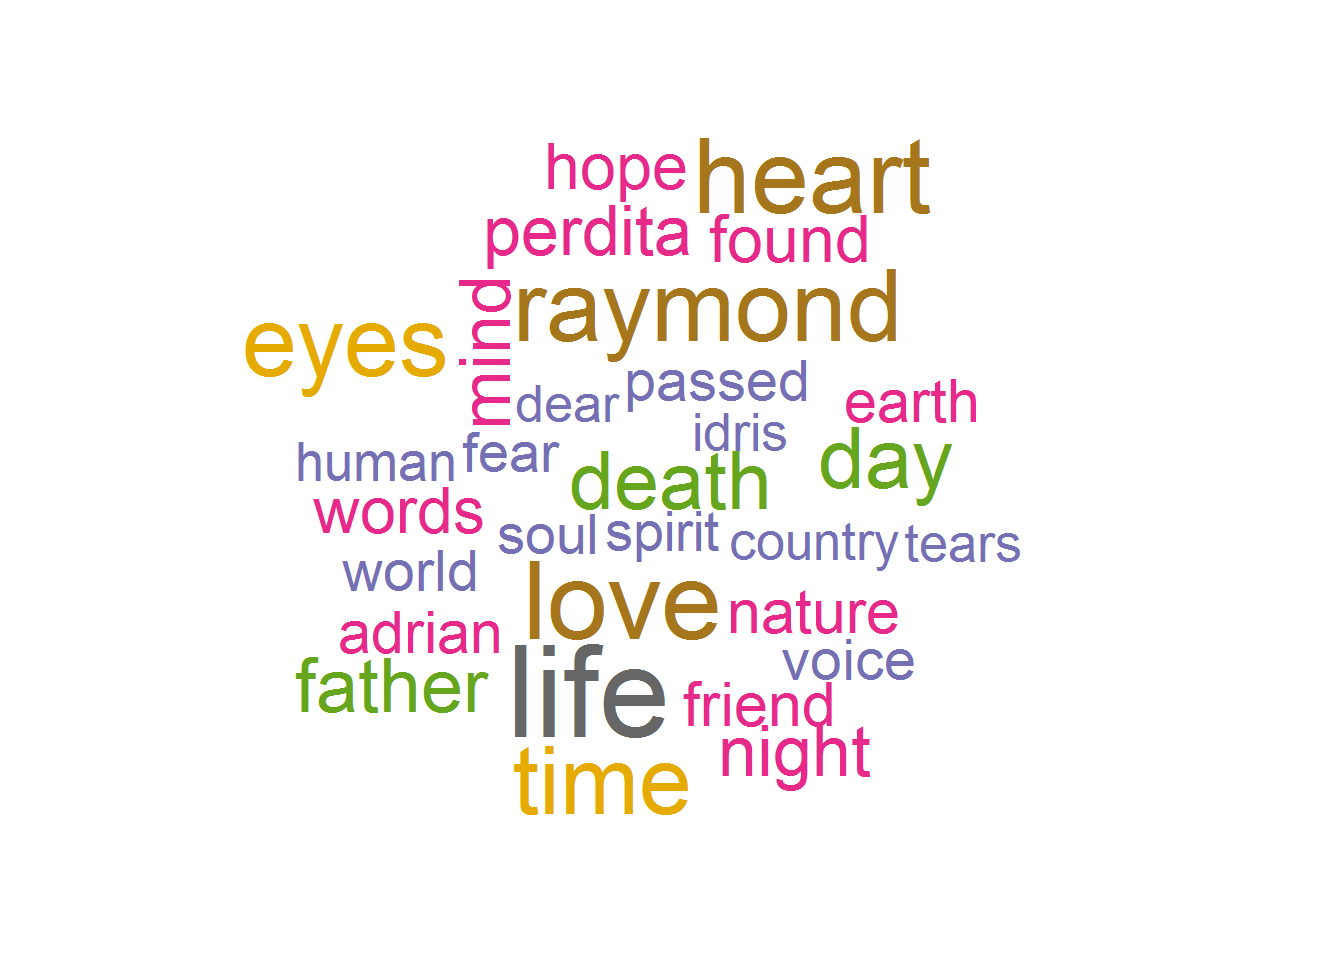 hope heart
perdita found
mind raymond
eyes
dear passed earth
idris
human fear death day
words
soul spirit country tears
world
love nature
adrian voice
father life friend
night
time